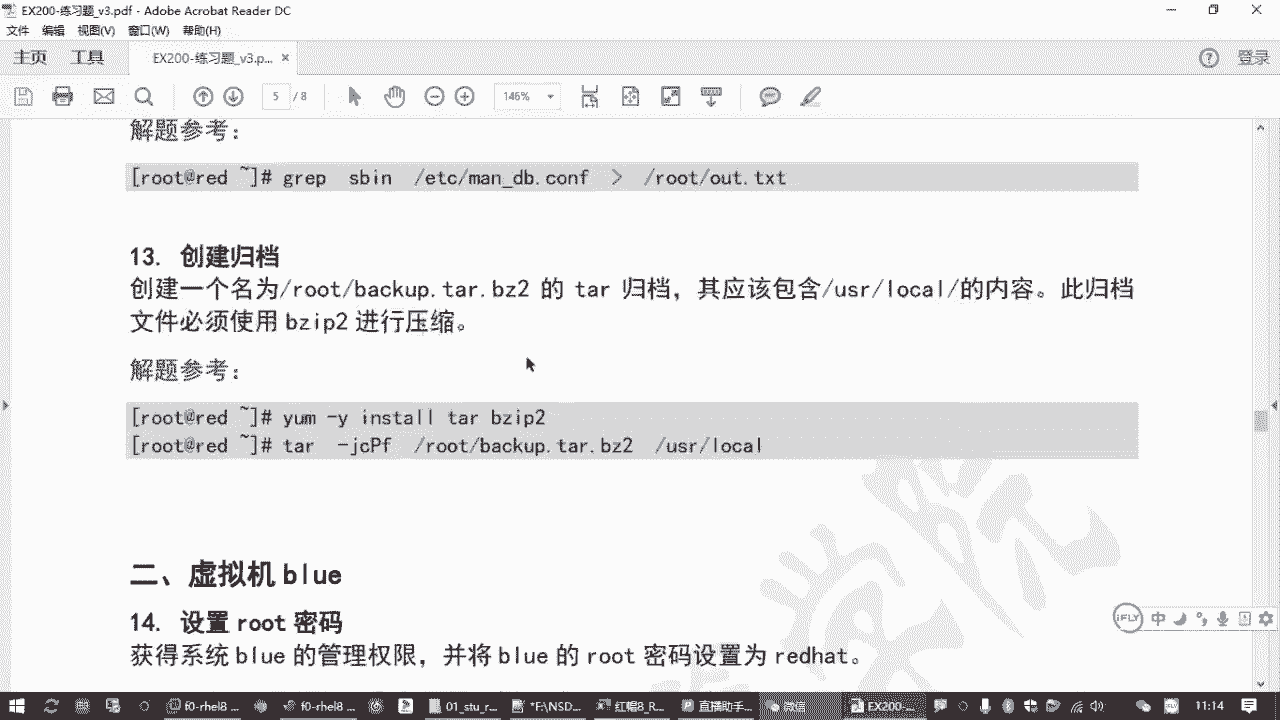 EX200-练习题_v3.pdf - Adobe Acrobat Reader DC
文件 编辑 视图(V) 窗口(W) 帮助(H)
主页 工具 EX200-练习题_v3.p... × 登录
5 / 8 146%
解题参考：
[root@red ~]# grep sbin /etc/man_db.conf > /root/out.txt
13. 创建归档
创建一个名为/root/backup.tar.bz2 的 tar 归档，其应该包含/usr/local/的内容。此归档
文件必须使用 bzip2 进行压缩。
解题参考：
[root@red ~]# yum -y install tar bzip2
[root@red ~]# tar -jcPf /root/backup.tar.bz2 /usr/local
二、虚拟机 blue
14. 设置 root 密码
获得系统 blue 的管理权限，并将 blue 的 root 密码设置为 redhat。
iFLY 中
f0-rhel8 ... f0-rhel8 ... 01_stu_r... *F:\NSD... 红帽8_R... 直播助手... 微信 EX200-... 11:14